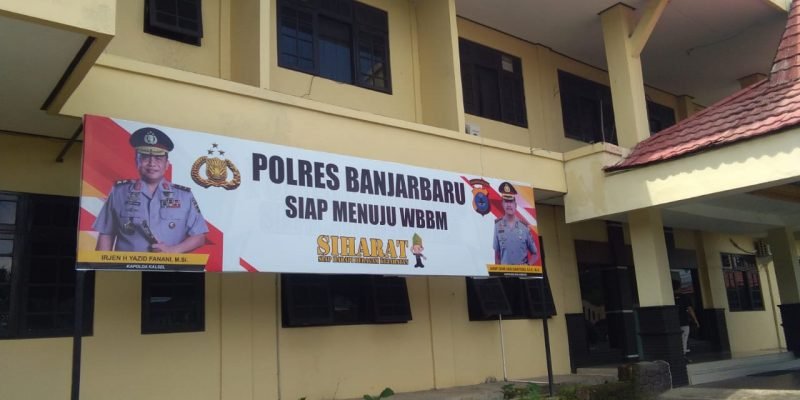 POLRES BANJARBARU
SIAP MENUJU WBBM
SIHARAT
IRJEN H YAZID FANANI, M.Si.
KAPOLDA KALSEL